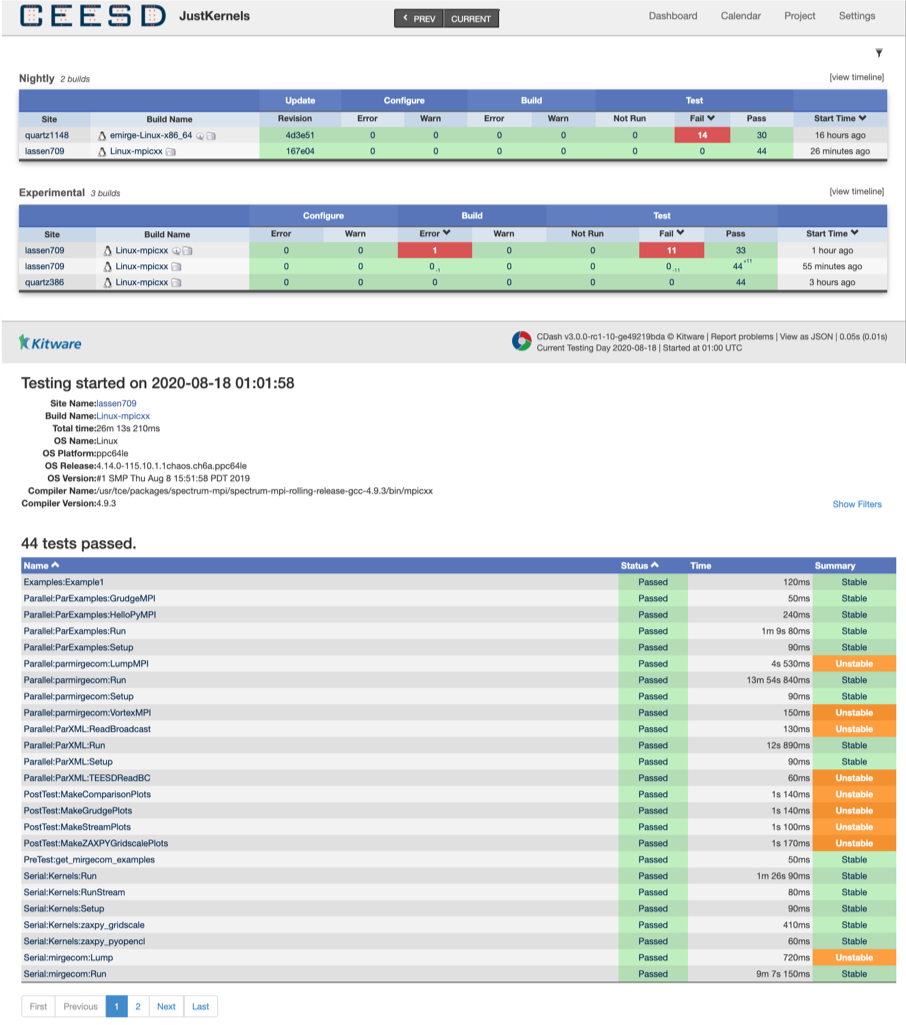 CEESD JustKernels PREV CURRENT Dashboard Calendar Project Settings
Nightly 2 builds [view timeline]
Update Configure Build Test
Site Build Name Revision Error Warn Error Warn Not Run Fail Pass Start Time
quartz1148 emirge-Linux-x86_64 4d3e51 0 0 0 0 0 14 30 16 hours ago
lassen709 Linux-mpicxx 167e04 0 0 0 0 0 0 44 26 minutes ago
Experimental 3 builds [view timeline]
Configure Build Test
Site Build Name Error Warn Error Warn Not Run Fail Pass Start Time
lassen709 Linux-mpicxx 0 0 1 0 0 11 33 1 hour ago
lassen709 Linux-mpicxx 0 0 0 -1 0 0 0 -11 44 +11 55 minutes ago
quartz386 Linux-mpicxx 0 0 0 0 0 0 44 3 hours ago
Kitware CDash v3.0.0-rc1-10-ge49219bda © Kitware | Report problems | View as JSON | 0.05s (0.01s)
Current Testing Day 2020-08-18 | Started at 01:00 UTC
Testing started on 2020-08-18 01:01:58
Site Name:lassen709
Build Name:Linux-mpicxx
Total time:26m 13s 210ms
OS Name:Linux
OS Platform:ppc64le
OS Release:4.14.0-115.10.1.1chaos.ch6a.ppc64le
OS Version:#1 SMP Thu Aug 8 15:51:58 PDT 2019
Compiler Name:/usr/tce/packages/spectrum-mpi/spectrum-mpi-rolling-release-gcc-4.9.3/bin/mpicxx
Compiler Version:4.9.3 Show Filters
44 tests passed.
Name Status Time Summary
Examples:Example1 Passed 120ms Stable
Parallel:ParExamples:GrudgeMPI Passed 50ms Stable
Parallel:ParExamples:HelloPyMPI Passed 240ms Stable
Parallel:ParExamples:Run Passed 1m 9s 80ms Stable
Parallel:ParExamples:Setup Passed 90ms Stable
Parallel:parmirgecom:LumpMPI Passed 4s 530ms Unstable
Parallel:parmirgecom:Run Passed 13m 54s 840ms Stable
Parallel:parmirgecom:Setup Passed 90ms Stable
Parallel:parmirgecom:VortexMPI Passed 150ms Unstable
Parallel:ParXML:ReadBroadcast Passed 130ms Unstable
Parallel:ParXML:Run Passed 12s 890ms Stable
Parallel:ParXML:Setup Passed 90ms Stable
Parallel:ParXML:TEESDReadBC Passed 60ms Unstable
PostTest:MakeComparisonPlots Passed 1s 140ms Unstable
PostTest:MakeGrudgePlots Passed 1s 140ms Unstable
PostTest:MakeStreamPlots Passed 1s 100ms Unstable
PostTest:MakeZAXPYGridscalePlots Passed 1s 170ms Unstable
PreTest:get_mirgecom_examples Passed 50ms Stable
Serial:Kernels:Run Passed 1m 26s 90ms Stable
Serial:Kernels:RunStream Passed 80ms Stable
Serial:Kernels:Setup Passed 90ms Stable
Serial:Kernels:zaxpy_gridscale Passed 410ms Stable
Serial:Kernels:zaxpy_pyopencl Passed 60ms Stable
Serial:mirgecom:Lump Passed 720ms Unstable
Serial:mirgecom:Run Passed 9m 7s 150ms Stable
First Previous 1 2 Next Last